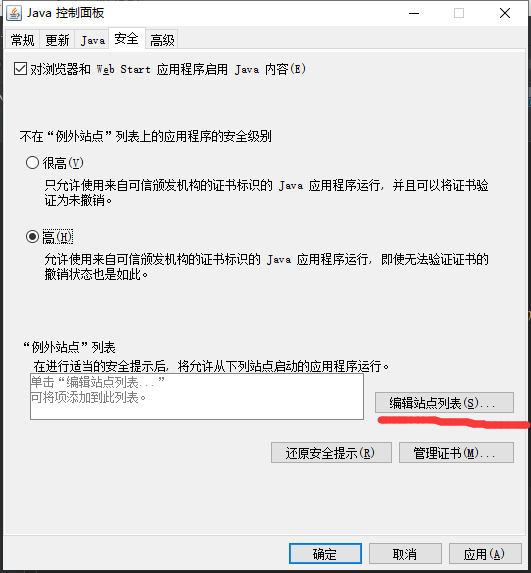 Java 控制面板
常规 更新 Java 安全 高级
对浏览器和 Web Start 应用程序启用 Java 内容(E)
不在“例外站点”列表上的应用程序的安全级别
很高(V)
只允许使用来自可信颁发机构的证书标识的 Java 应用程序运行，并且可以将证书验
证为未撤销。
高(H)
允许使用来自可信颁发机构的证书标识的 Java 应用程序运行，即使无法验证证书的
撤销状态也是如此。
“例外站点”列表
在进行适当的安全提示后，将允许从下列站点启动的应用程序运行。
单击“编辑站点列表...”
可将项添加到此列表。
编辑站点列表(S)...
还原安全提示(R) 管理证书(M)...
确定 取消 应用(A)